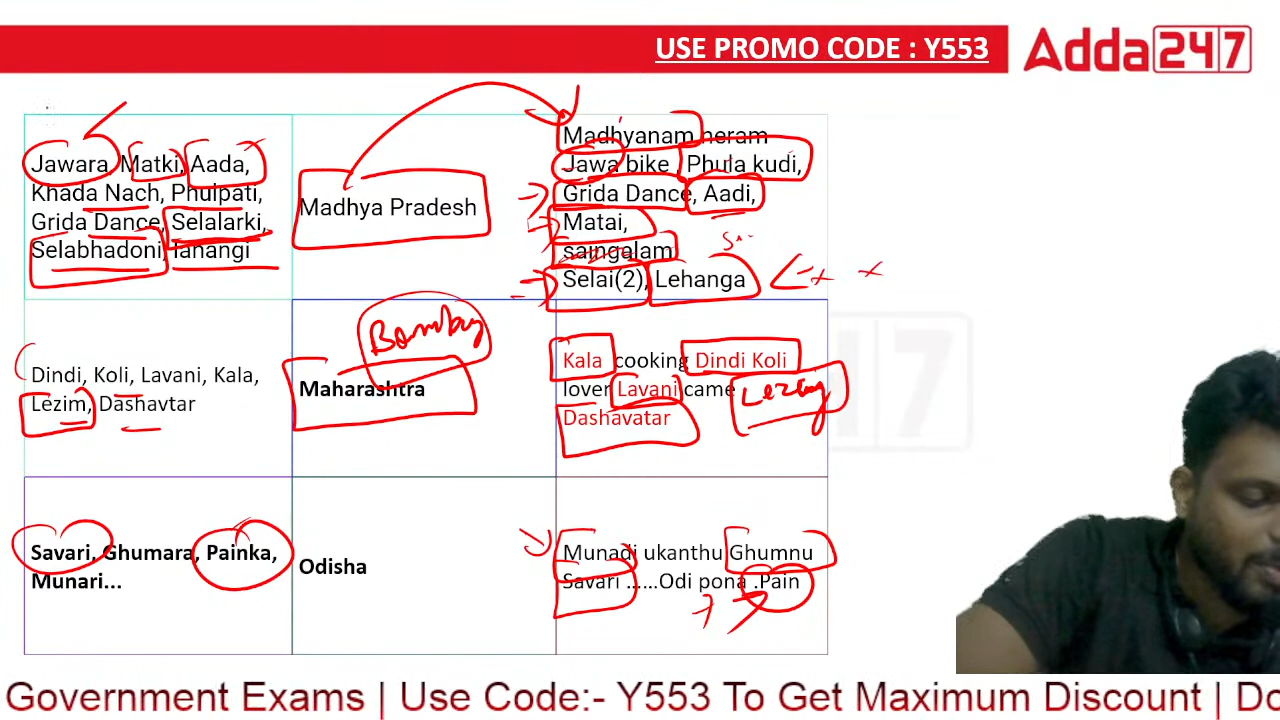 USE PROMO CODE : Y553
Adda247
Jawara Matki, Aada,
Khada Nach, Phulpati,
Grida Dance, Selalarki,
Selabhadoni, Tanangi
Madhya Pradesh
Madhyanam neram
Jawa bike , Phula kudi,
Grida Dance, Aadi,
Matai,
saingalam
Selai(2), Lehanga
Dindi, Koli, Lavani, Kala,
Lezim, Dashavtar
Bombay
Maharashtra
Kala cooking Dindi Koli
lover Lavani came
Lezimy
Dashavatar
Savari, Ghumara, Painka,
Munari...
Odisha
Munadi ukanthu Ghumnu
Savari ......Odi pona .Pain
Government Exams | Use Code:- Y553 To Get Maximum Discount | Do